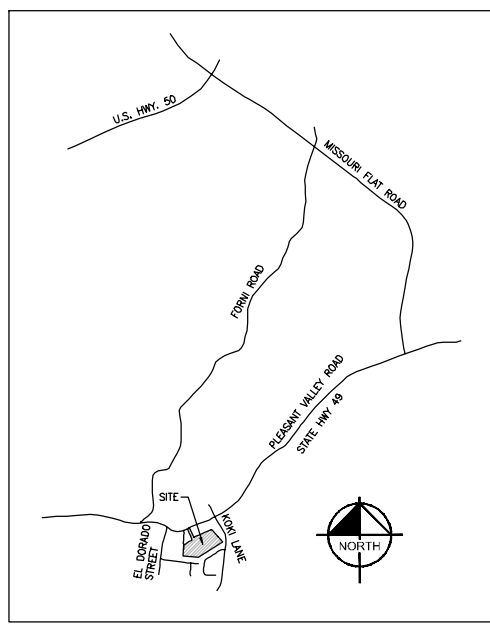 U.S. HWY. 50
MISSOURI FLAT ROAD
FORNI ROAD
PLEASANT VALLEY ROAD
STATE HWY 49
SITE
KOKI LANE
EL DORADO
STREET
NORTH